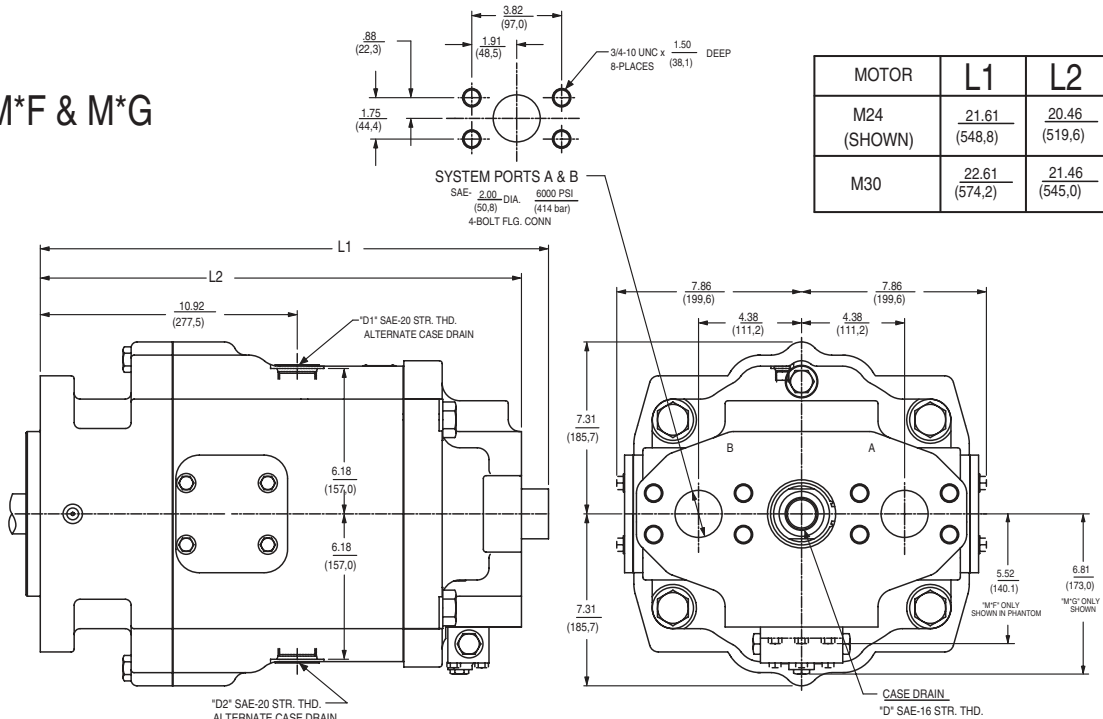 M*F & M*G
3.82
(97,0)
.88
(22,3)
1.91
(48,5)
3/4-10 UNC x 1.50 DEEP
(38,1)
8-PLACES
1.75
(44,4)
SYSTEM PORTS A & B
SAE- 2.00 DIA. 6000 PSI
(50,8) (414 bar)
4-BOLT FLG. CONN
MOTOR L1 L2
M24 21.61 20.46
(SHOWN) (548,8) (519,6)
M30 22.61 21.46
(574,2) (545,0)
L1
L2
10.92
(277,5)
"D1" SAE-20 STR. THD.
ALTERNATE CASE DRAIN
6.18
(157,0)
6.18
(157,0)
"D2" SAE-20 STR. THD.
ALTERNATE CASE DRAIN
7.86 7.86
(199,6) (199,6)
4.38 4.38
(111,2) (111,2)
7.31
(185,7)
B A
7.31
(185,7)
5.52
(140.1)
"M*F" ONLY
SHOWN IN PHANTOM
6.81
(173,0)
"M*G" ONLY
SHOWN
CASE DRAIN
"D" SAE-16 STR. THD.